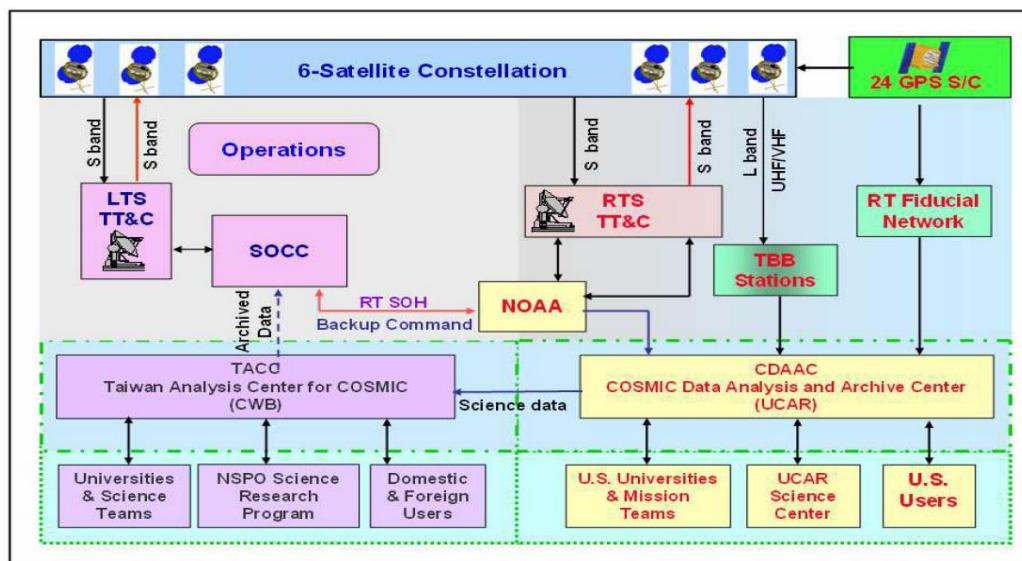 6-Satellite Constellation
24 GPS S/C
S band
S band
S band
S band
L band
UHF/VHF
Operations
LTS
TT&C
SOCC
RTS
TT&C
RT Fiducial
Network
TBB
Stations
NOAA
RT SOH
Backup Command
Archived
Data
TACC
Taiwan Analysis Center for COSMIC
(CWB)
Science data
CDAAC
COSMIC Data Analysis and Archive Center
(UCAR)
Universities
& Science
Teams
NSPO Science
Research
Program
Domestic
& Foreign
Users
U.S. Universities
& Mission
Teams
UCAR
Science
Center
U.S.
Users